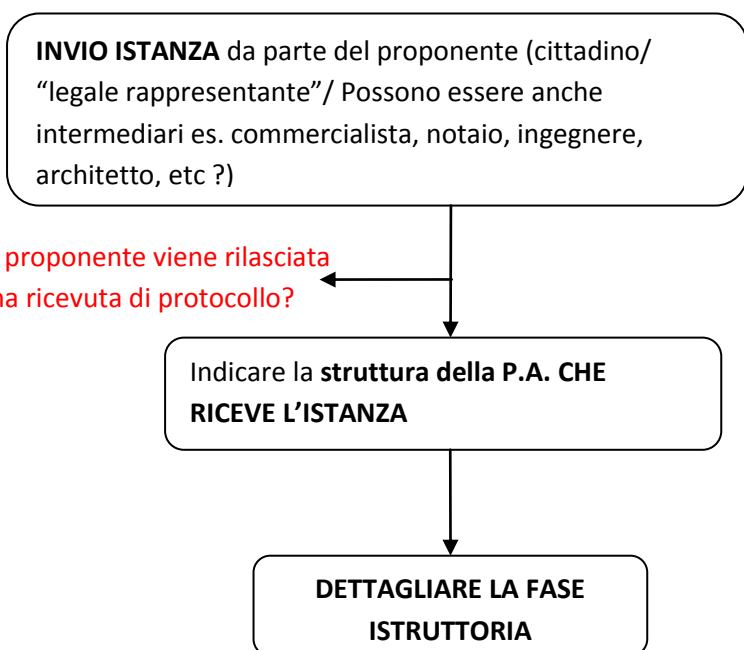 INVIO ISTANZA da parte del proponente (cittadino/
“legale rappresentante”/ Possono essere anche
intermediari es. commercialista, notaio, ingegnere,
architetto, etc ?)
proponente viene rilasciata
na ricevuta di protocollo?
Indicare la struttura della P.A. CHE
RICEVE L’ISTANZA
DETTAGLIARE LA FASE
ISTRUTTORIA